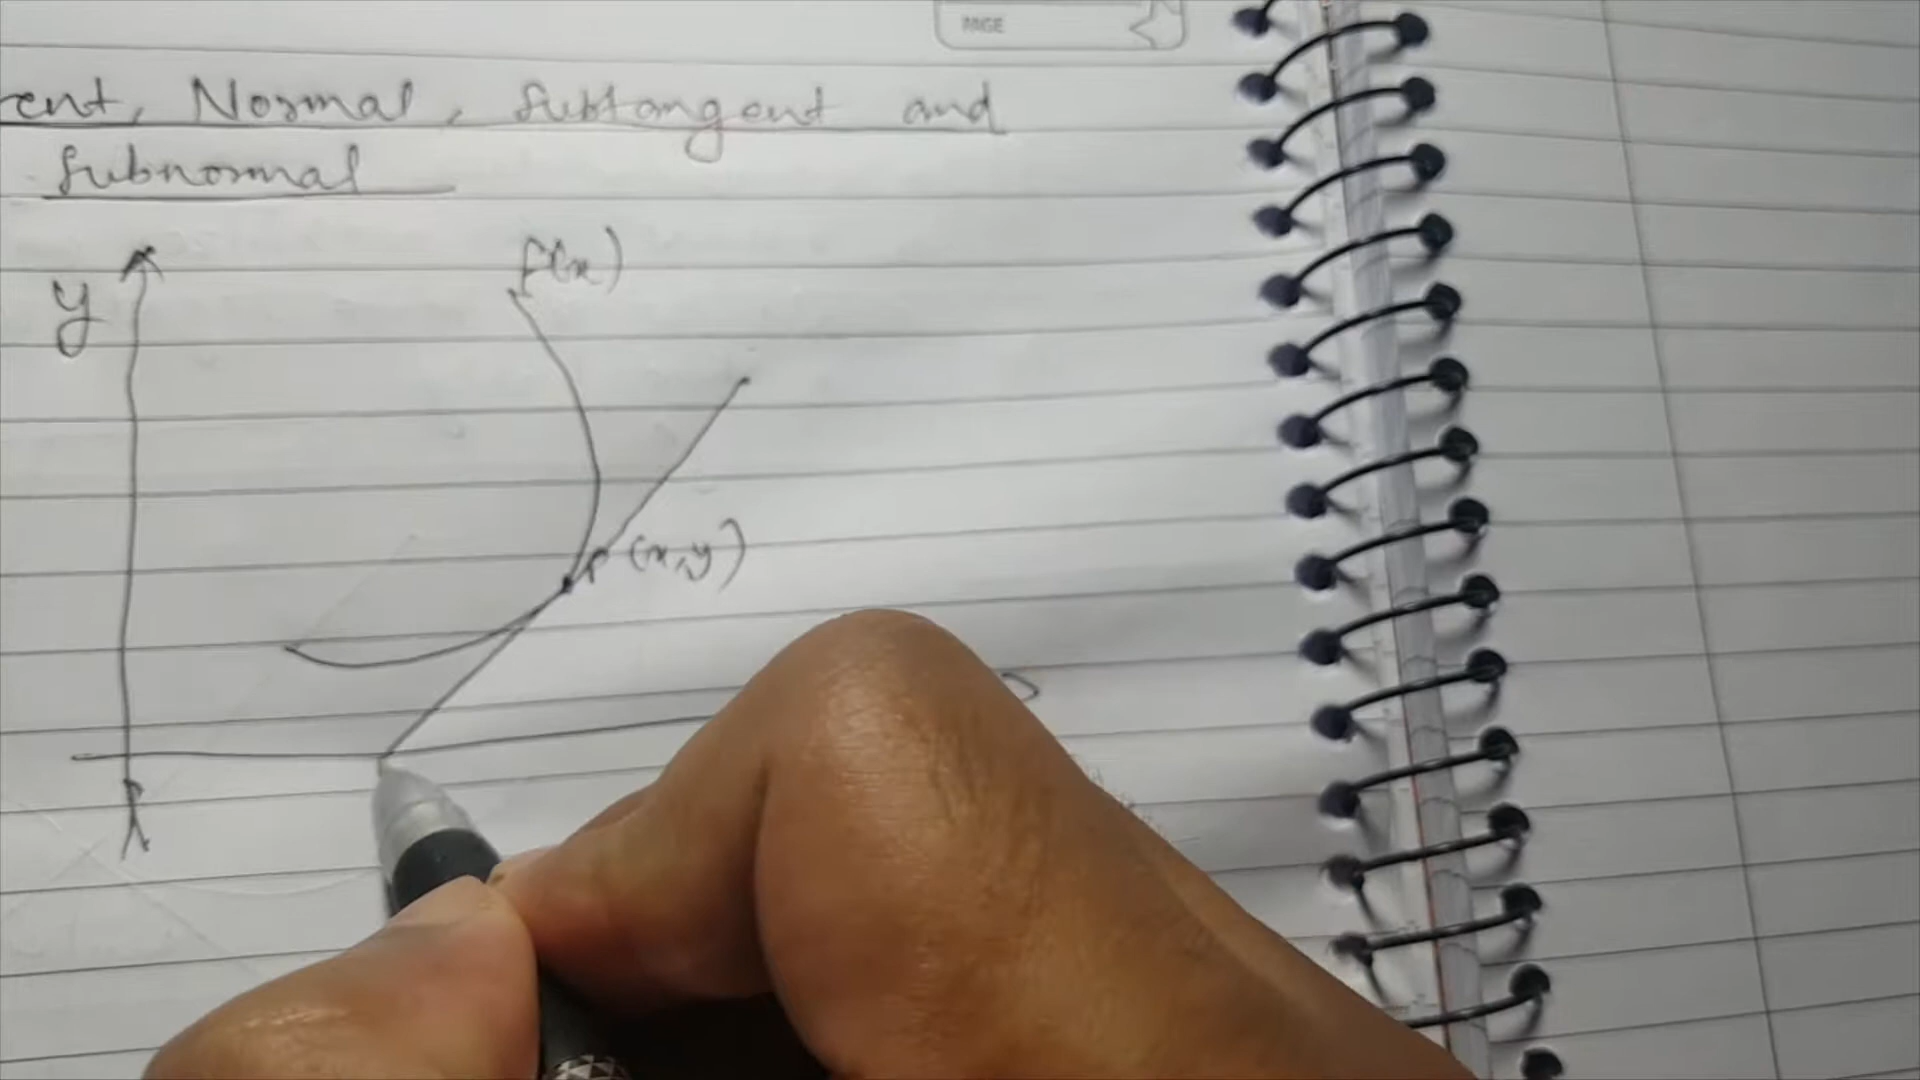 ent, Normal, Subtangent and
Subnormal
y
f(x)
P (x,y)